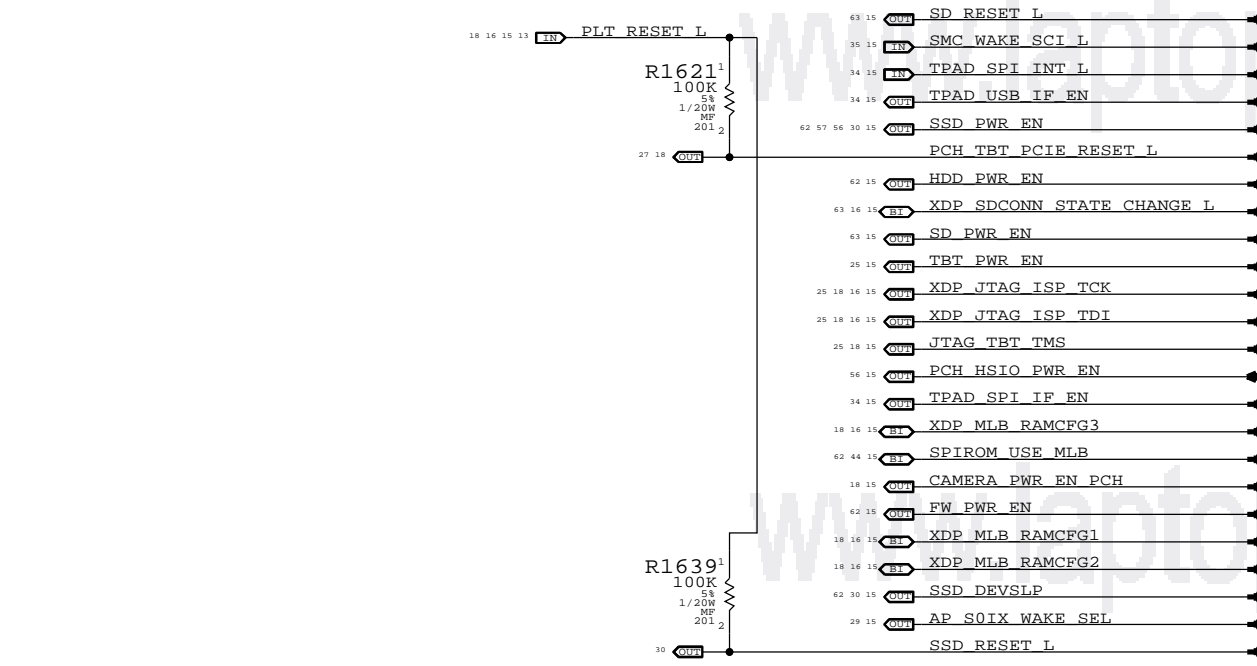 63 15 OUT SD_RESET_L
18 16 15 13 IN PLT_RESET_L
35 15 IN SMC_WAKE_SCI_L
34 15 IN TPAD_SPI_INT_L
R1621 1
100K
5%
1/20W
MF
201 2
34 15 OUT TPAD_USB_IF_EN
62 57 56 30 15 OUT SSD_PWR_EN
27 18 OUT PCH_TBT_PCIE_RESET_L
62 15 OUT HDD_PWR_EN
63 16 15 BI XDP_SDCONN_STATE_CHANGE_L
63 15 OUT SD_PWR_EN
25 15 OUT TBT_PWR_EN
25 18 16 15 OUT XDP_JTAG_ISP_TCK
25 18 16 15 OUT XDP_JTAG_ISP_TDI
25 18 15 OUT JTAG_TBT_TMS
56 15 OUT PCH_HSIO_PWR_EN
34 15 OUT TPAD_SPI_IF_EN
18 16 15 BI XDP_MLB_RAMCFG3
62 44 15 BI SPIROM_USE_MLB
18 15 OUT CAMERA_PWR_EN_PCH
62 15 OUT FW_PWR_EN
18 16 15 BI XDP_MLB_RAMCFG1
18 16 15 BI XDP_MLB_RAMCFG2
R1639 1
100K
5%
1/20W
MF
201 2
62 30 15 OUT SSD_DEVSLP
29 15 OUT AP_S0IX_WAKE_SEL
30 OUT SSD_RESET_L
www.lapto
www.lapto